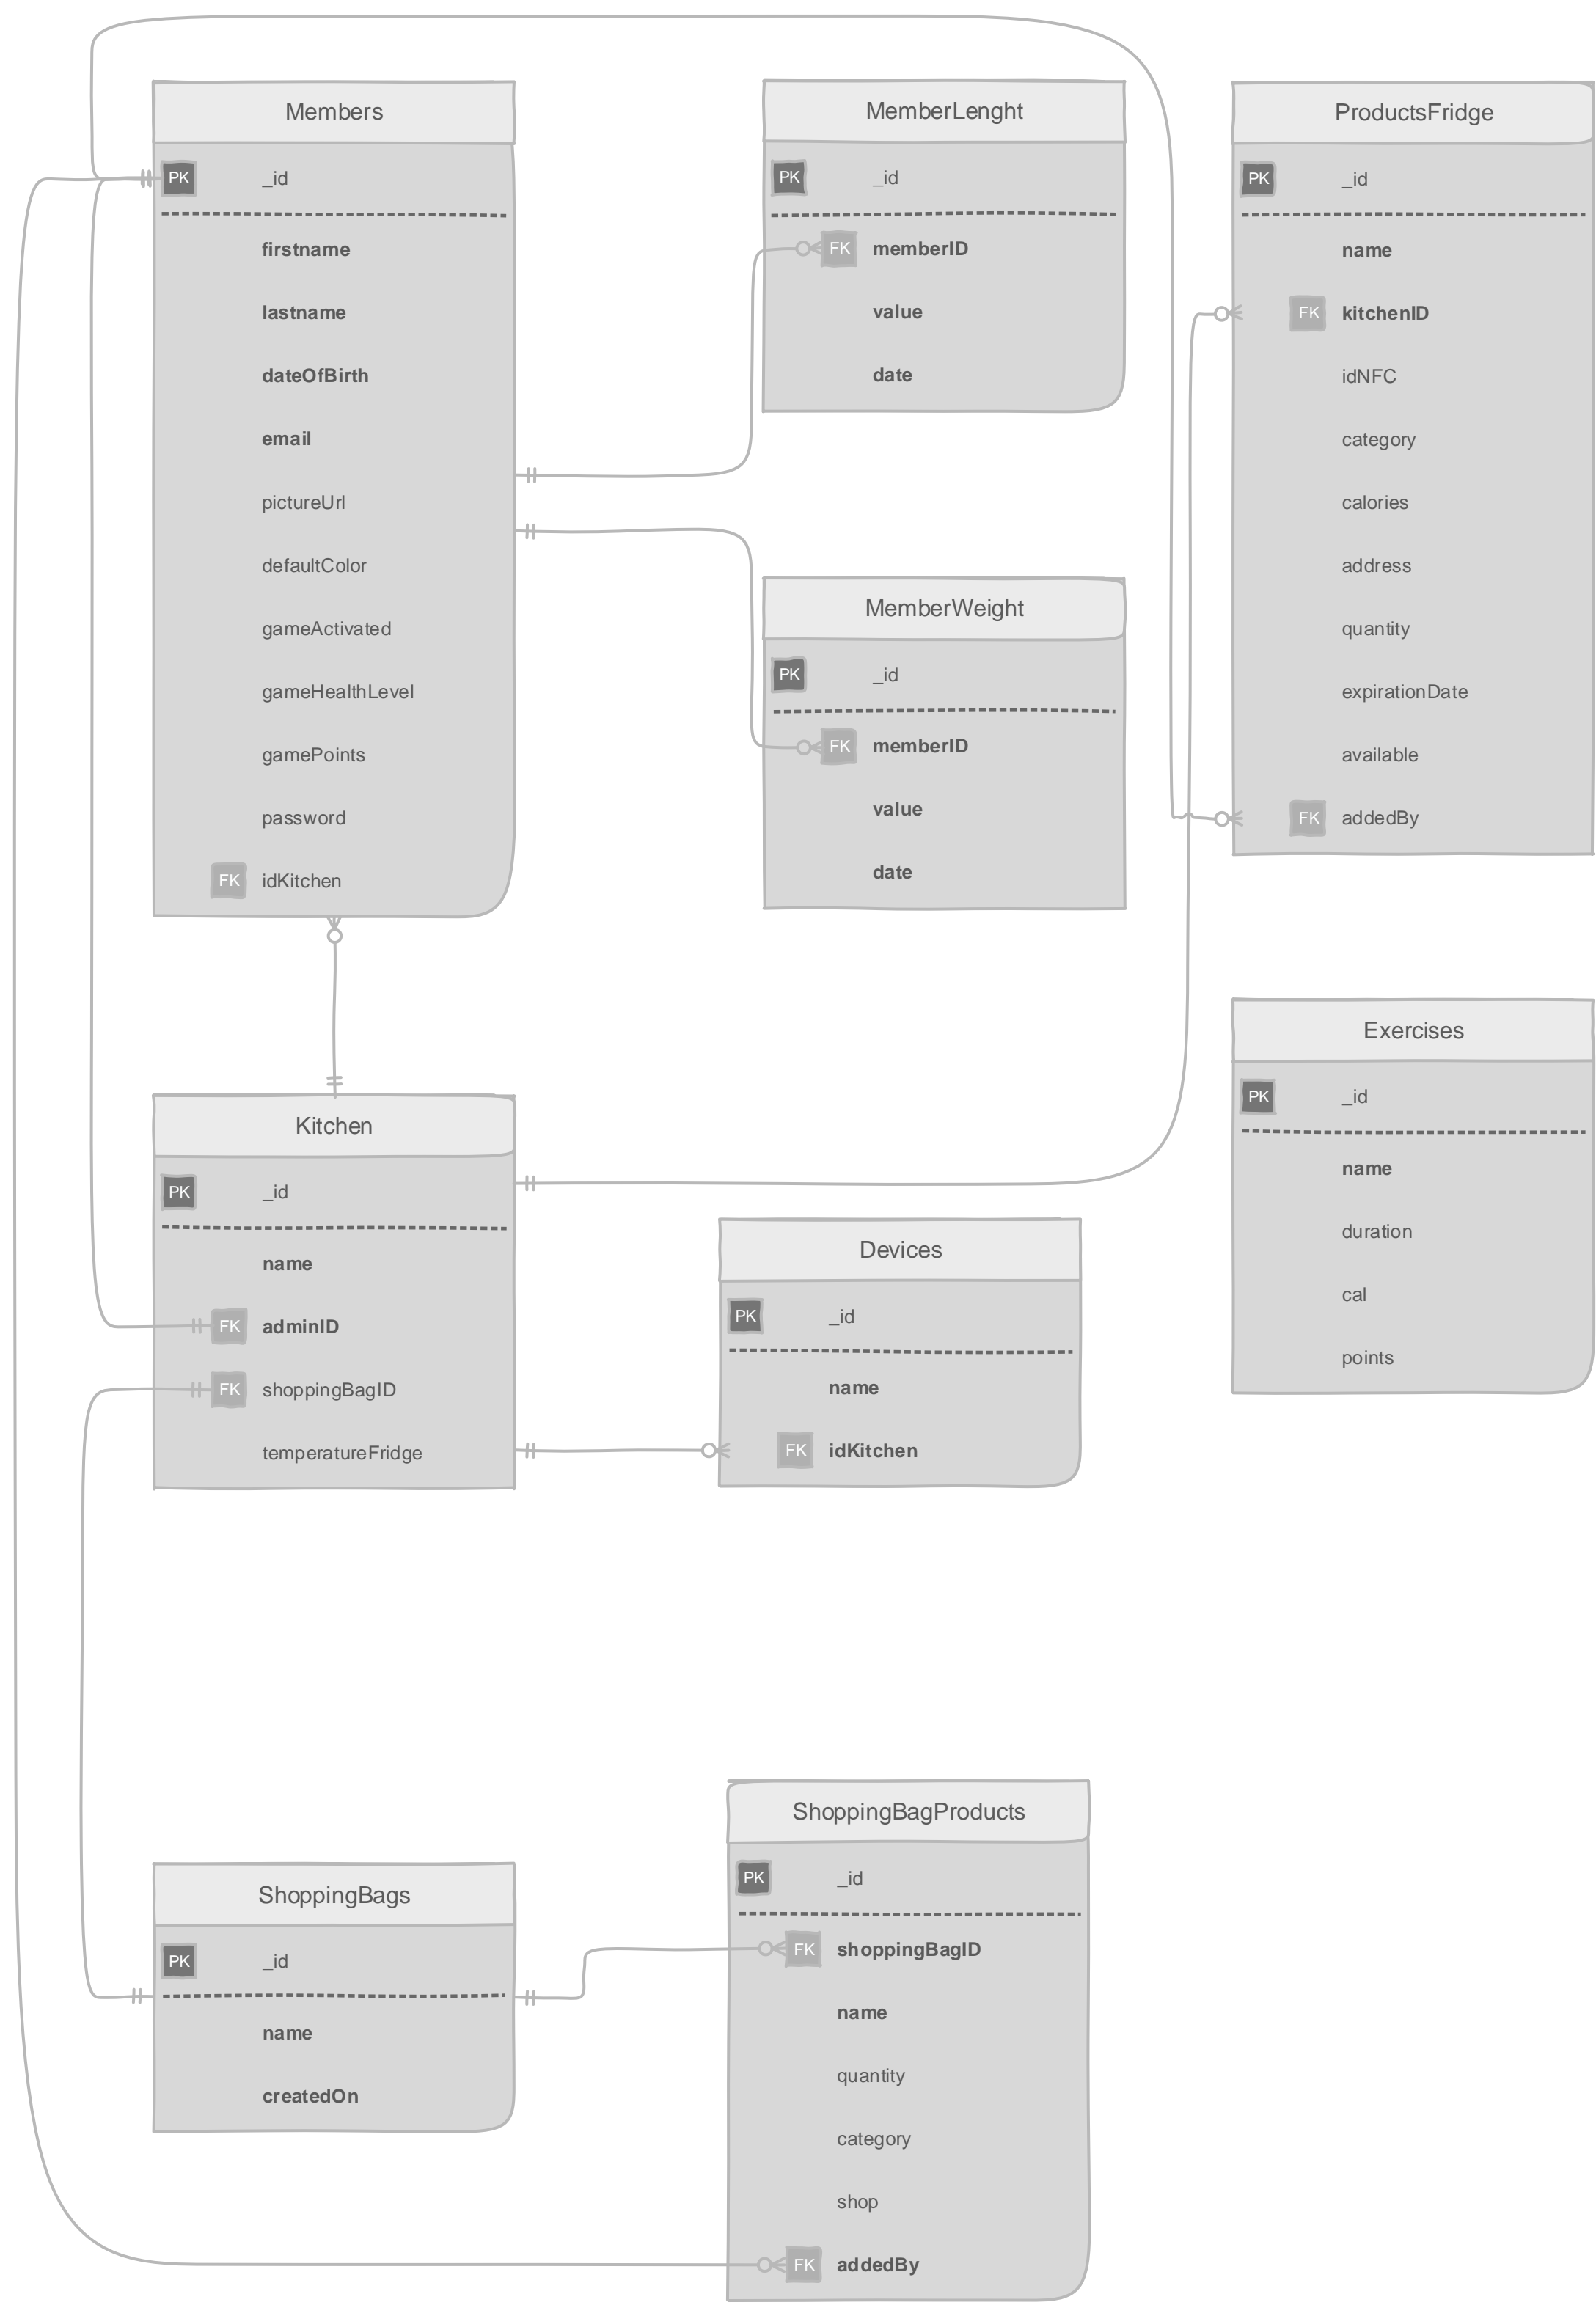 Members
PK _id
firstname
lastname
dateOfBirth
email
pictureUrl
defaultColor
gameActivated
gameHealthLevel
gamePoints
password
FK idKitchen
MemberLenght
PK _id
FK memberID
value
date
ProductsFridge
PK _id
name
FK kitchenID
idNFC
category
calories
address
quantity
expirationDate
available
FK addedBy
MemberWeight
PK _id
FK memberID
value
date
Exercises
PK _id
name
duration
cal
points
Kitchen
PK _id
name
FK adminID
FK shoppingBagID
temperatureFridge
Devices
PK _id
name
FK idKitchen
ShoppingBags
PK _id
name
createdOn
ShoppingBagProducts
PK _id
FK shoppingBagID
name
quantity
category
shop
FK addedBy